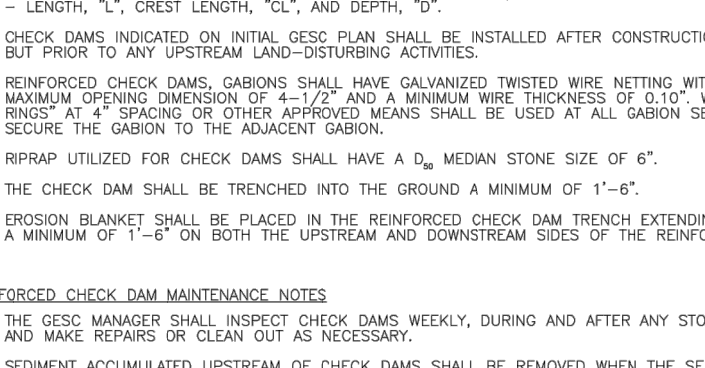 – LENGTH, "L", CREST LENGTH, "CL", AND DEPTH, "D".
CHECK DAMS INDICATED ON INITIAL GESC PLAN SHALL BE INSTALLED AFTER
BUT PRIOR TO ANY UPSTREAM LAND–DISTURBING ACTIVITIES.
REINFORCED CHECK DAMS, GABIONS SHALL HAVE GALVANIZED TWISTED WIRE NETTING
MAXIMUM OPENING DIMENSION OF 4–1/2" AND A MINIMUM WIRE THICKNESS OF 0.10".
RINGS" AT 4" SPACING OR OTHER APPROVED MEANS SHALL BE USED AT ALL GABION
SECURE THE GABION TO THE ADJACENT GABION.
RIPRAP UTILIZED FOR CHECK DAMS SHALL HAVE A D50 MEDIAN STONE SIZE OF 6".
THE CHECK DAM SHALL BE TRENCHED INTO THE GROUND A MINIMUM OF 1'–6".
EROSION BLANKET SHALL BE PLACED IN THE REINFORCED CHECK DAM TRENCH
A MINIMUM OF 1'–6" ON BOTH THE UPSTREAM AND DOWNSTREAM SIDES OF THE
FORCED CHECK DAM MAINTENANCE NOTES
THE GESC MANAGER SHALL INSPECT CHECK DAMS WEEKLY, DURING AND AFTER ANY
AND MAKE REPAIRS OR CLEAN OUT AS NECESSARY.
SEDIMENT ACCUMULATED UPSTREAM OF CHECK DAMS SHALL BE REMOVED WHEN THE